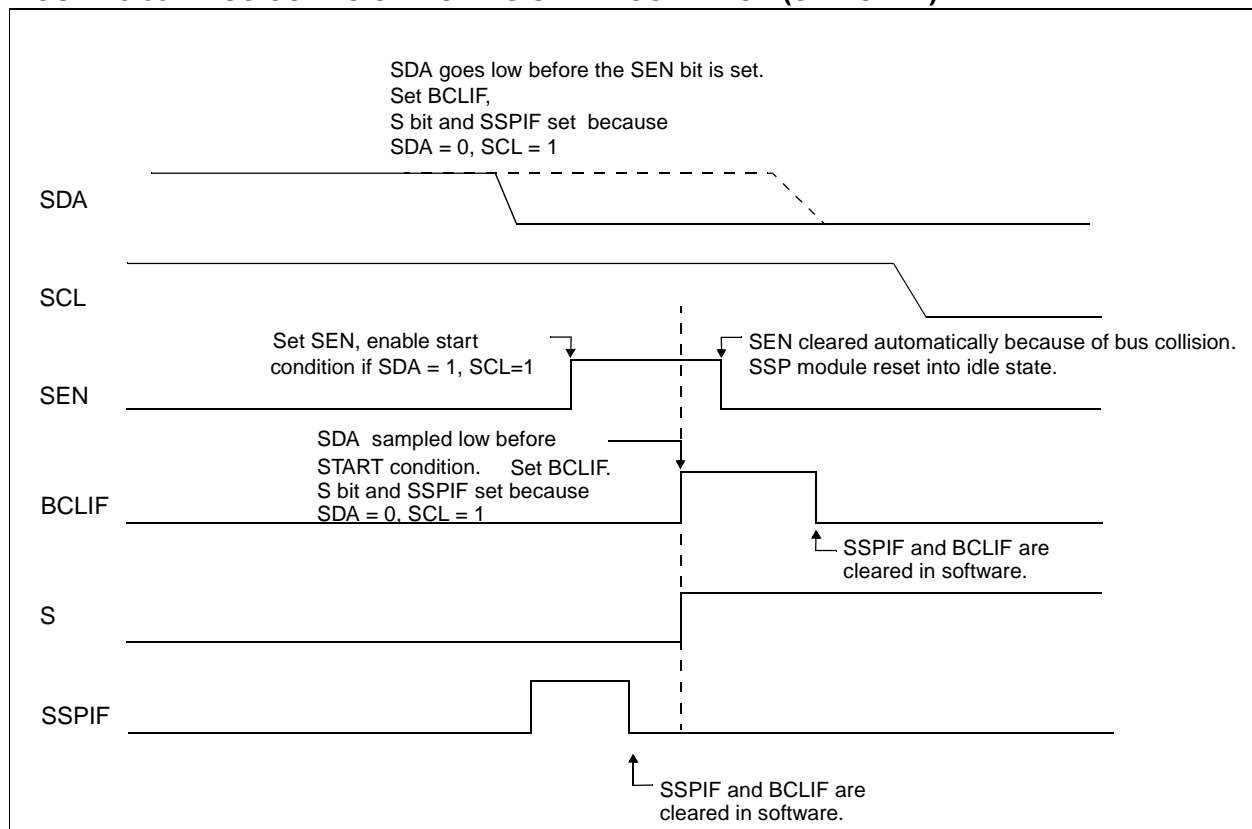 SDA goes low before the SEN bit is set.
Set BCLIF,
S bit and SSPIF set because
SDA = 0, SCL = 1
SDA
SCL
Set SEN, enable start
condition if SDA = 1, SCL=1
SEN cleared automatically because of bus collision.
SSP module reset into idle state.
SEN
SDA sampled low before
START condition. Set BCLIF.
S bit and SSPIF set because
SDA = 0, SCL = 1
BCLIF
SSPIF and BCLIF are
cleared in software.
S
SSPIF
SSPIF and BCLIF are
cleared in software.